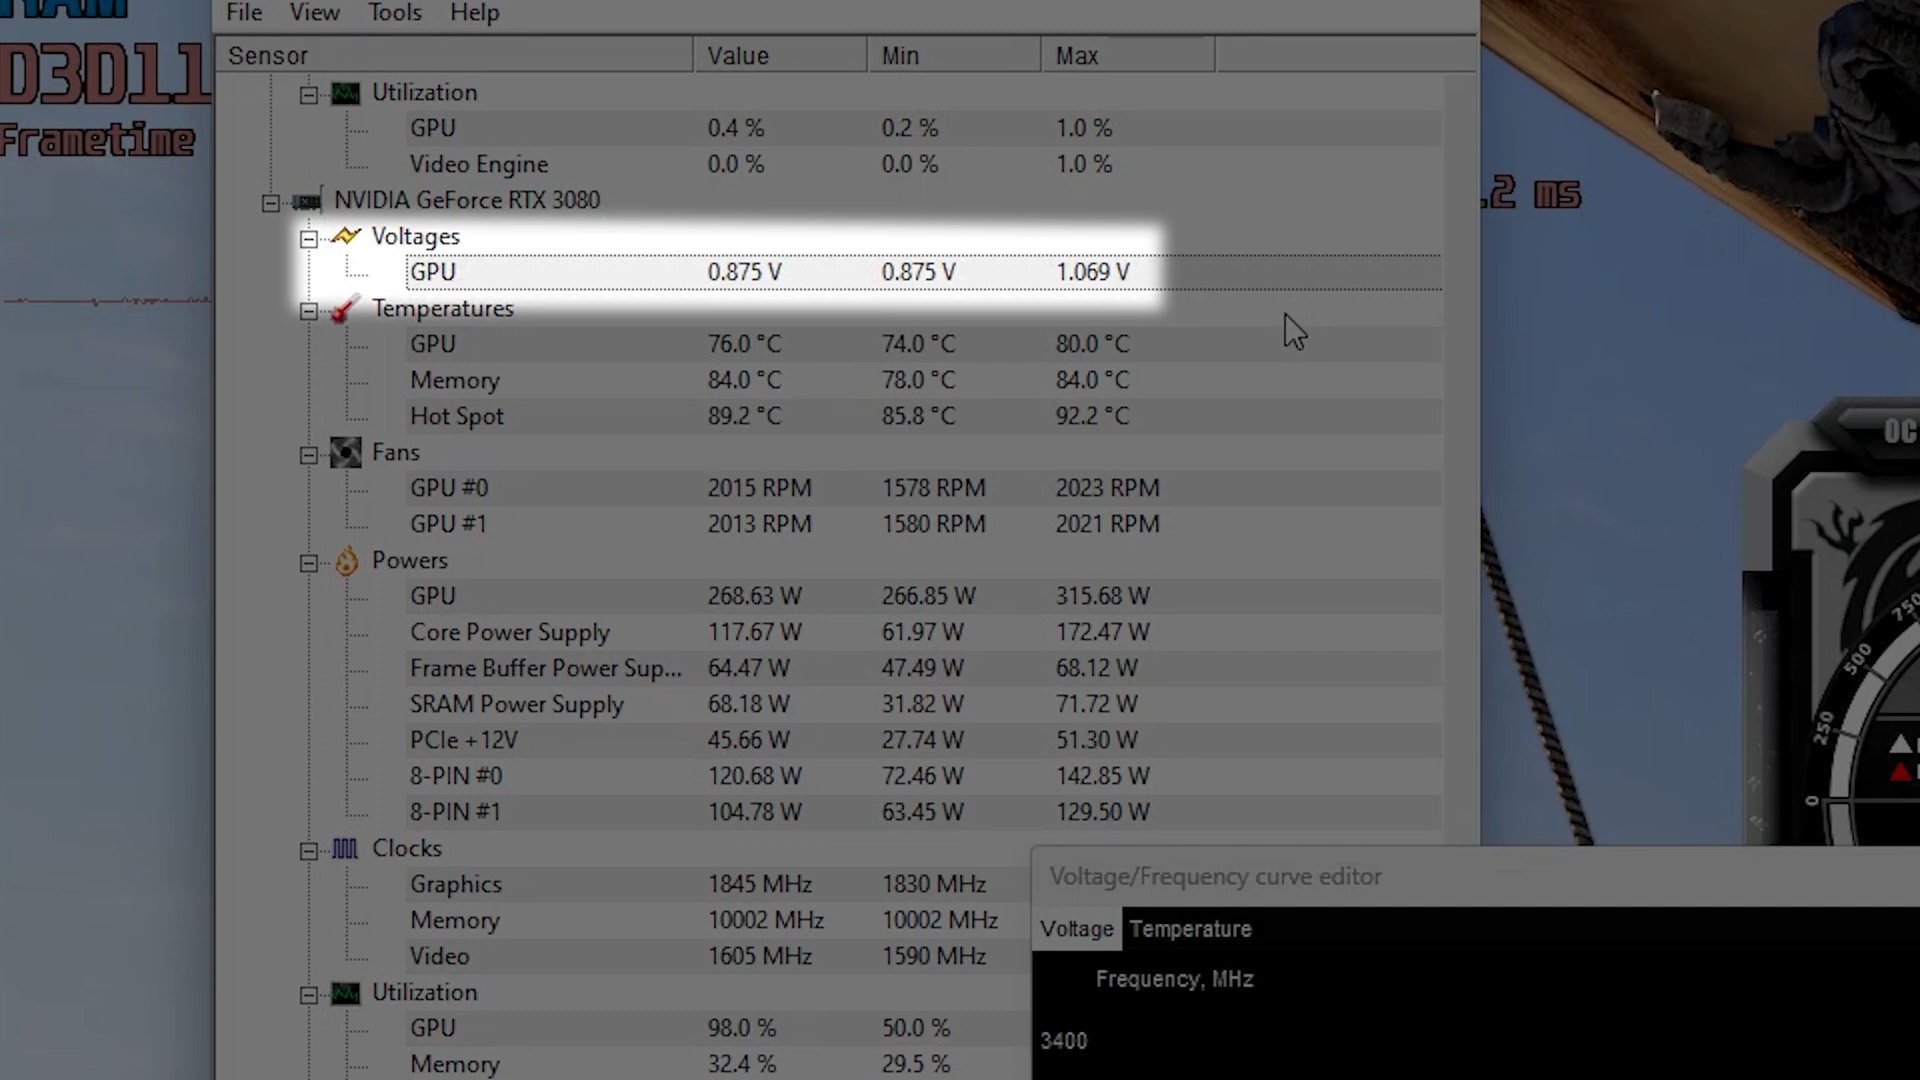 RAM
D3D11
Frametime
File View Tools Help
Sensor Value Min Max
Utilization
GPU 0.4 % 0.2 % 1.0 %
Video Engine 0.0 % 0.0 % 1.0 %
NVIDIA GeForce RTX 3080
.2 ms
Voltages
GPU 0.875 V 0.875 V 1.069 V
Temperatures
GPU 76.0 °C 74.0 °C 80.0 °C
Memory 84.0 °C 78.0 °C 84.0 °C
Hot Spot 89.2 °C 85.8 °C 92.2 °C
Fans
GPU #0 2015 RPM 1578 RPM 2023 RPM
GPU #1 2013 RPM 1580 RPM 2021 RPM
Powers
GPU 268.63 W 266.85 W 315.68 W
Core Power Supply 117.67 W 61.97 W 172.47 W
Frame Buffer Power Sup... 64.47 W 47.49 W 68.12 W
SRAM Power Supply 68.18 W 31.82 W 71.72 W
PCIe +12V 45.66 W 27.74 W 51.30 W
8-PIN #0 120.68 W 72.46 W 142.85 W
8-PIN #1 104.78 W 63.45 W 129.50 W
Clocks
Graphics 1845 MHz 1830 MHz
Memory 10002 MHz 10002 MHz
Video 1605 MHz 1590 MHz
Utilization
GPU 98.0 % 50.0 %
Memory 32.4 % 29.5 %
OC
750
500
250
0
Voltage/Frequency curve editor
Voltage Temperature
Frequency, MHz
3400